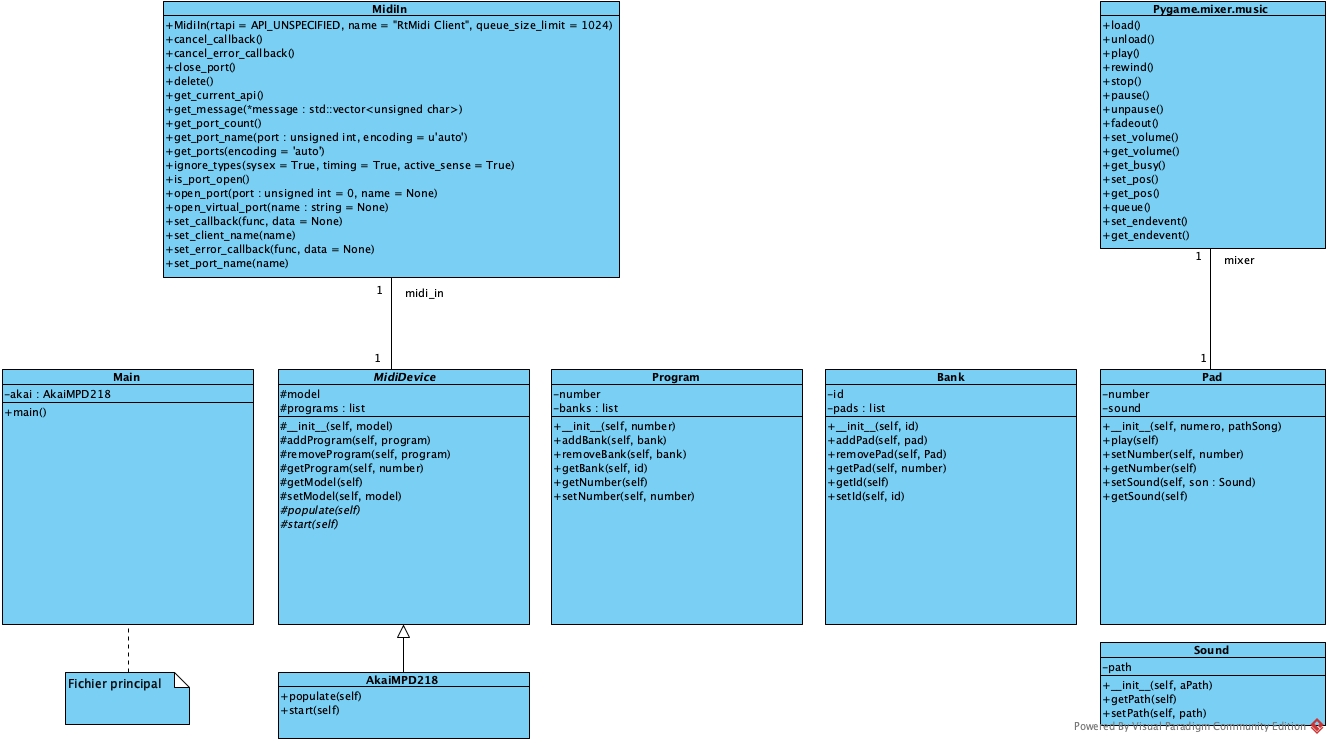 MidiIn
+MidiIn(rtapi = API_UNSPECIFIED, name = "RtMidi Client", queue_size_limit = 1024)
+cancel_callback()
+cancel_error_callback()
+close_port()
+delete()
+get_current_api()
+get_message(*message : std::vector<unsigned char>)
+get_port_count()
+get_port_name(port : unsigned int, encoding = u'auto')
+get_ports(encoding = 'auto')
+ignore_types(sysex = True, timing = True, active_sense = True)
+is_port_open()
+open_port(port : unsigned int = 0, name = None)
+open_virtual_port(name : string = None)
+set_callback(func, data = None)
+set_client_name(name)
+set_error_callback(func, data = None)
+set_port_name(name)
Pygame.mixer.music
+load()
+unload()
+play()
+rewind()
+stop()
+pause()
+unpause()
+fadeout()
+set_volume()
+get_volume()
+get_busy()
+set_pos()
+get_pos()
+queue()
+set_endevent()
+get_endevent()
1
midi_in
1
1
mixer
1
Main
-akai : AkaiMPD218
+main()
MidiDevice
#model
#programs : list
#__init__(self, model)
#addProgram(self, program)
#removeProgram(self, program)
#getProgram(self, number)
#getModel(self)
#setModel(self, model)
#populate(self)
#start(self)
Program
-number
-banks : list
+__init__(self, number)
+addBank(self, bank)
+removeBank(self, bank)
+getBank(self, id)
+getNumber(self)
+setNumber(self, number)
Bank
-id
-pads : list
+__init__(self, id)
+addPad(self, pad)
+removePad(self, Pad)
+getPad(self, number)
+getId(self)
+setId(self, id)
Pad
-number
-sound
+__init__(self, numero, pathSong)
+play(self)
+setNumber(self, number)
+getNumber(self)
+setSound(self, son : Sound)
+getSound(self)
Fichier principal
AkaiMPD218
+populate(self)
+start(self)
Sound
-path
+__init__(self, aPath)
+getPath(self)
+setPath(self, path)
Powered By Visual Paradigm Community Edition